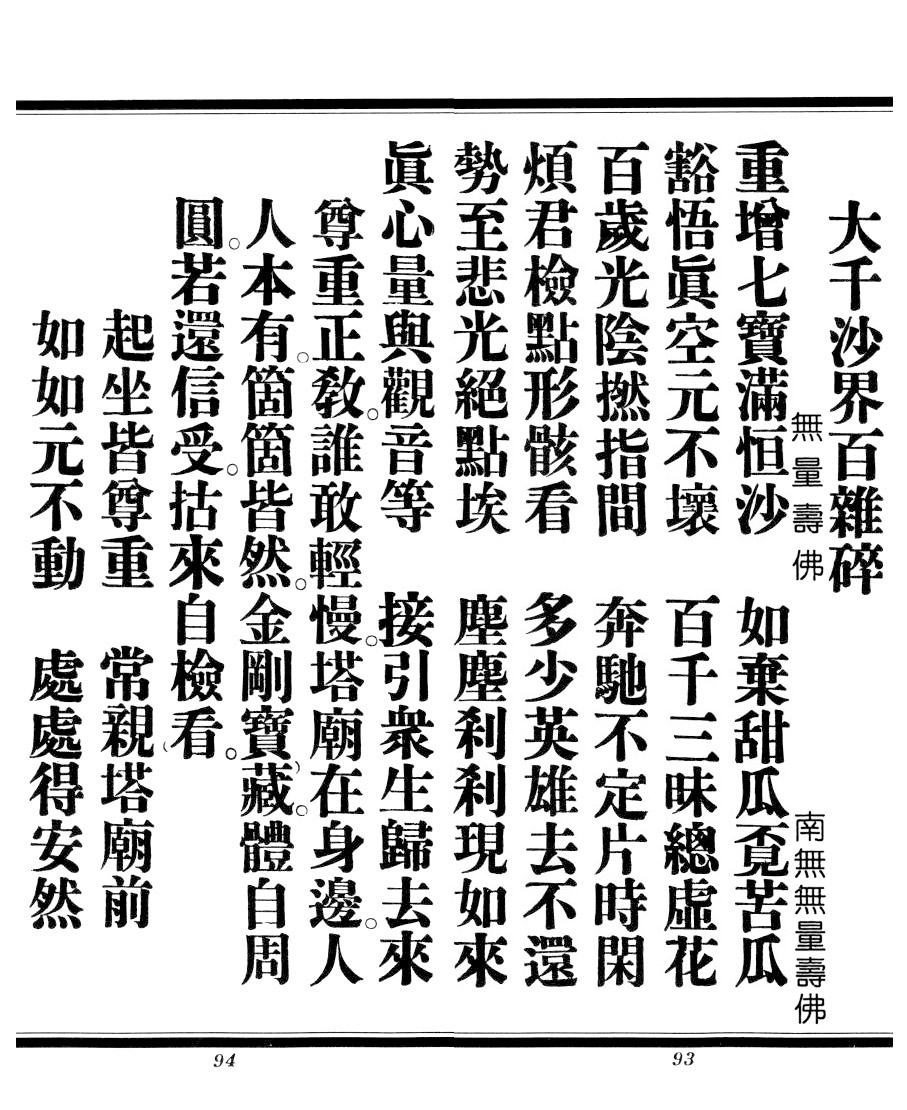 大千沙界百雜碎
無量壽佛
南無無量壽佛
重增七寶滿恒沙　如棄甜瓜覔苦瓜
豁悟眞空元不壞　百千三昧總虛花
百歲光陰撚指間　奔馳不定片時閑
煩君檢點形骸看　多少英雄去不還
勢至悲光絕點埃　塵塵剎剎現如來
眞心量與觀音等　接引衆生歸去來
尊重正敎。誰敢輕慢。塔廟在身邊。人
人本有。箇箇皆然。金剛寶藏。體自周
圓。若還信受。拈來自檢看。
起坐皆尊重　常親塔廟前
如如元不動　處處得安然
93
94